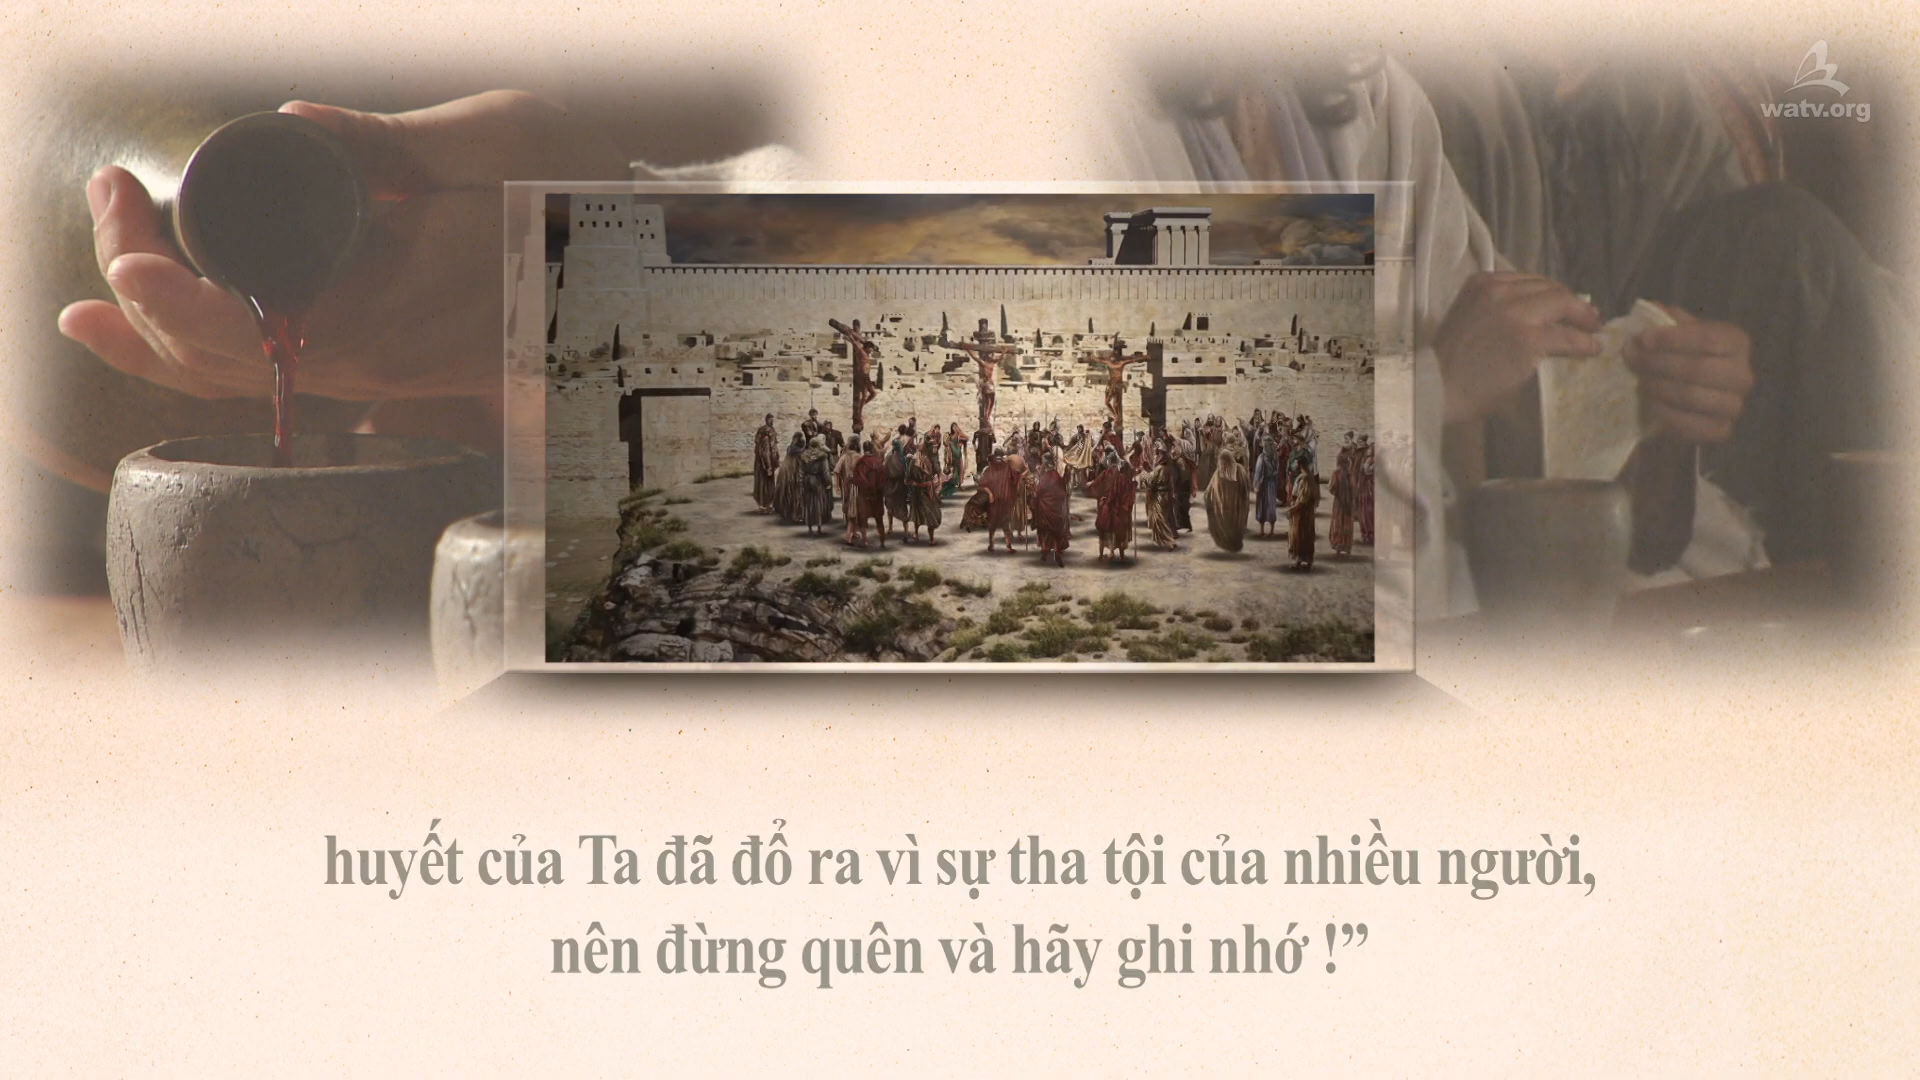 watv.org
huyết của Ta đã đổ ra vì sự tha tội của nhiều người,
nên đừng quên và hãy ghi nhớ !”